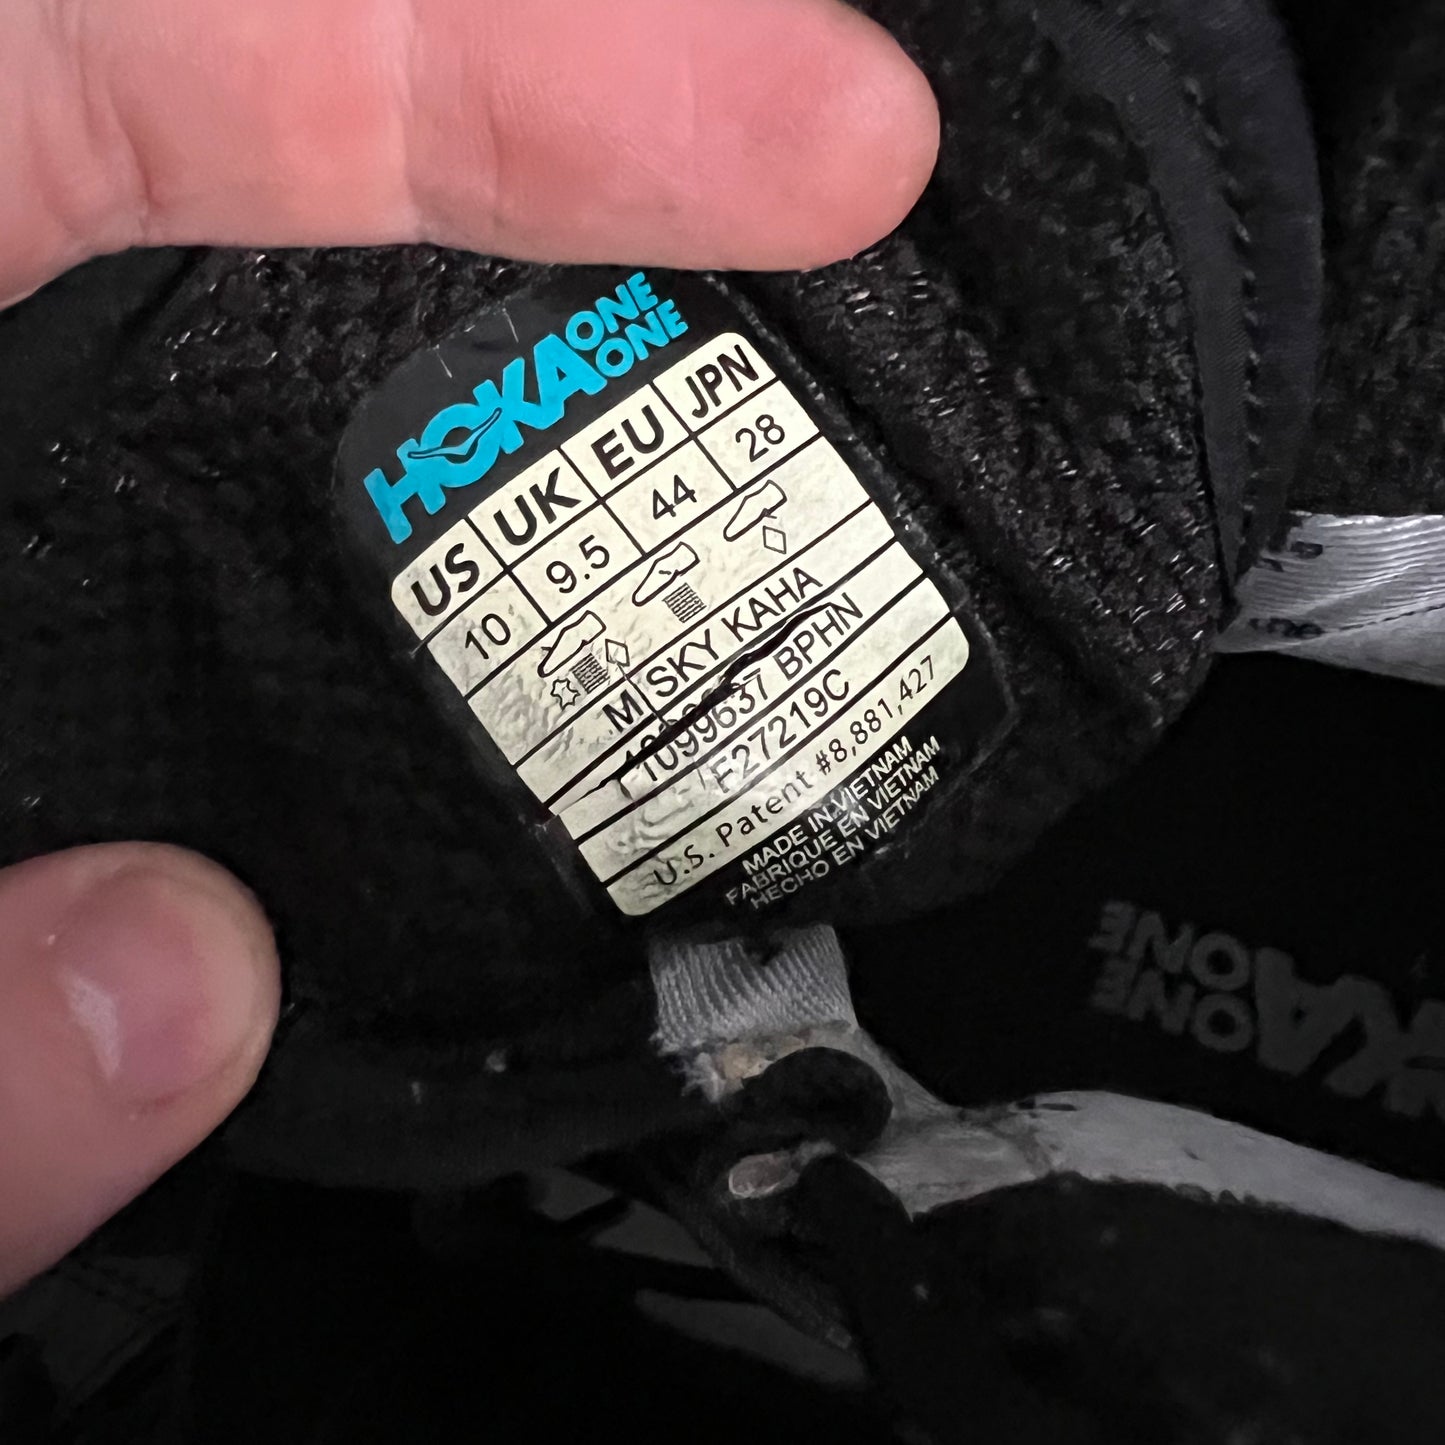 HOKA ONE ONE
US UK EU JPN
10 9.5 44 28
M SKY KAHA
1099637 BPHN
F27219C
U.S. Patent #8,881,427
MADE IN VIETNAM
FABRIQUE EN VIETNAM
HECHO EN VIETNAM
ONE
ONE